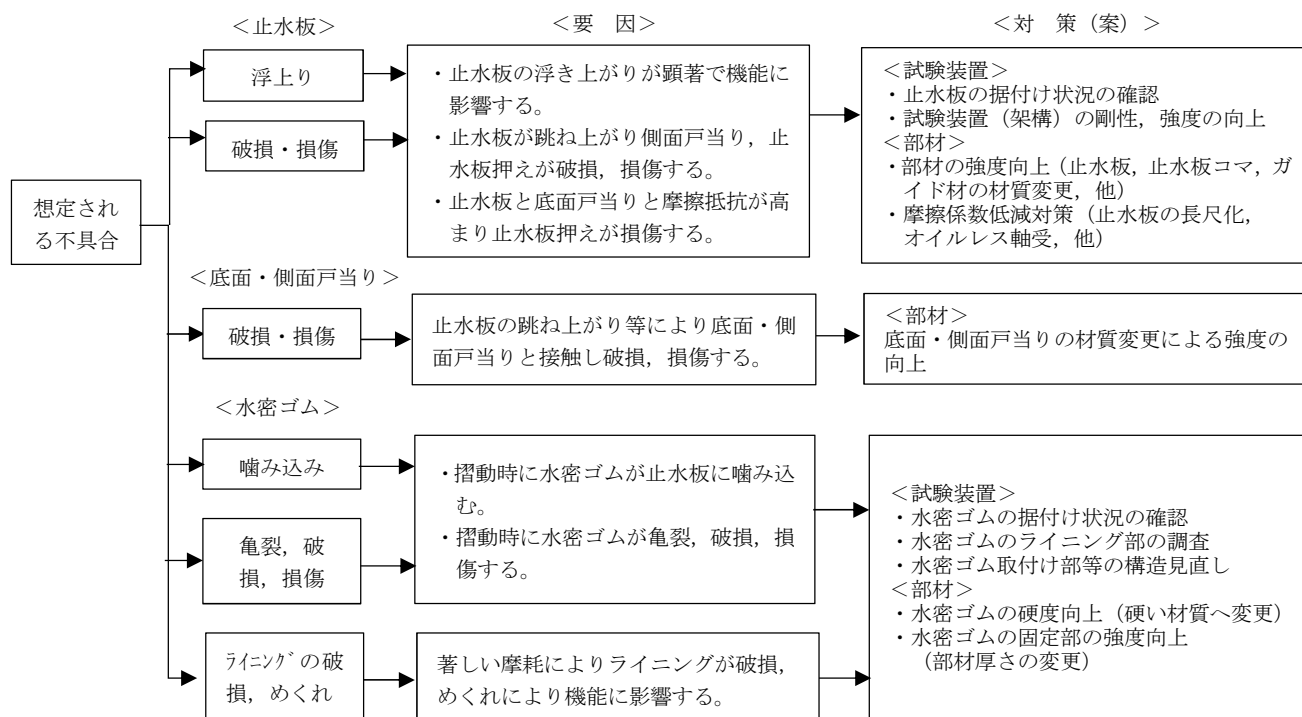 ＜止水板＞
＜要　因＞
＜対　策（案）＞
想定され
る不具合
浮上り
破損・損傷
・止水板の浮き上がりが顕著で機能に
影響する。
・止水板が跳ね上がり側面戸当り，止
水板押えが破損，損傷する。
・止水板と底面戸当りと摩擦抵抗が高
まり止水板押えが損傷する。
＜試験装置＞
・止水板の据付け状況の確認
・試験装置（架構）の剛性，強度の向上
＜部材＞
・部材の強度向上（止水板，止水板コマ，ガ
イド材の材質変更，他）
・摩擦係数低減対策（止水板の長尺化，
オイルレス軸受，他）
＜底面・側面戸当り＞
破損・損傷
止水板の跳ね上がり等により底面・側
面戸当りと接触し破損，損傷する。
＜部材＞
底面・側面戸当りの材質変更による強度の
向上
＜水密ゴム＞
噛み込み
亀裂，破
損，損傷
・摺動時に水密ゴムが止水板に噛み込
む。
・摺動時に水密ゴムが亀裂，破損，損
傷する。
ﾗｲﾆﾝｸﾞの破
損，めくれ
著しい摩耗によりライニングが破損，
めくれにより機能に影響する。
＜試験装置＞
・水密ゴムの据付け状況の確認
・水密ゴムのライニング部の調査
・水密ゴム取付け部等の構造見直し
＜部材＞
・水密ゴムの硬度向上（硬い材質へ変更）
・水密ゴムの固定部の強度向上
（部材厚さの変更）